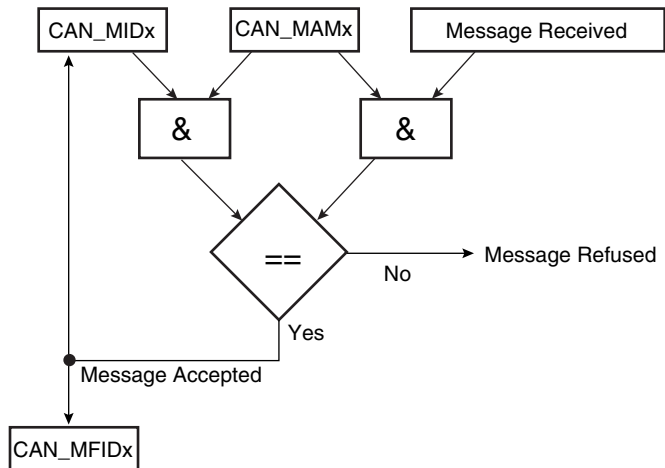 CAN_MIDx
CAN_MAMx
Message Received
&
&
==
No
Message Refused
Yes
Message Accepted
CAN_MFIDx